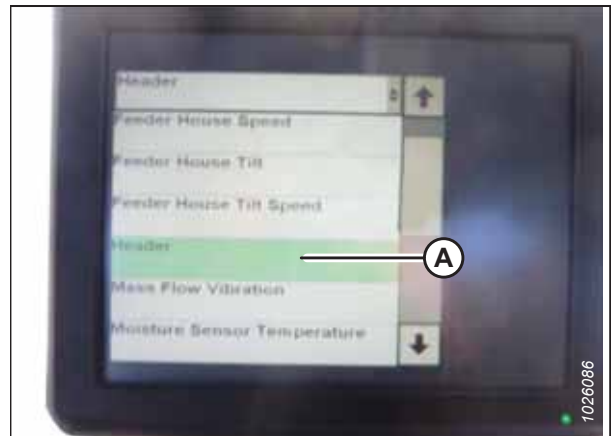 Header
Feeder House Speed
Feeder House Tilt
Feeder House Tilt Speed
Header
A
Mass Flow Vibration
Moisture Sensor Temperature
1026086